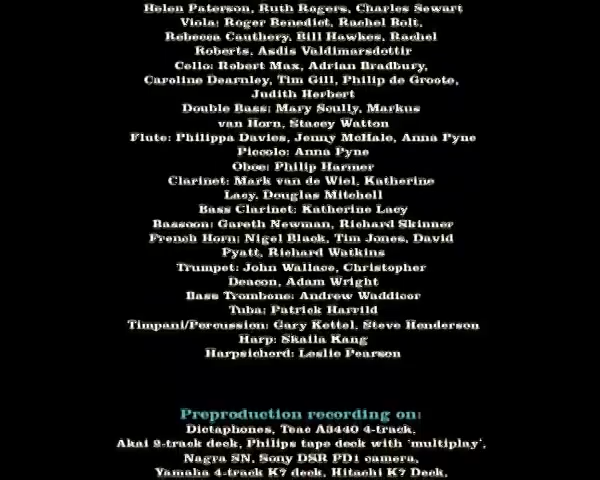 Helen Paterson, Ruth Rogers, Charles Sewart
Viola: Roger Benedict, Rachel Bolt,
Rebecca Cauthery, Bill Hawkes, Rachel
Roberts, Asdis Valdimarsdottir
Cello: Robert Max, Adrian Bradbury,
Caroline Dearnley, Tim Gill, Philip de Groote,
Judith Herbert
Double Bass: Mary Scully, Markus
van Horn, Stacey Watton
Flute: Philippa Davies, Jenny McHale, Anna Pyne
Piccolo: Anna Pyne
Oboe: Philip Harmer
Clarinet: Mark van de Wiel, Katherine
Lacy, Douglas Mitchell
Bass Clarinet: Katherine Lacy
Bassoon: Gareth Newman, Richard Skinner
French Horn: Nigel Black, Tim Jones, David
Pyatt, Richard Watkins
Trumpet: John Wallace, Christopher
Deacon, Adam Wright
Bass Trombone: Andrew Waddicor
Tuba: Patrick Harrild
Timpani/Percussion: Gary Kettel, Steve Henderson
Harp: Skaila Kang
Harpsichord: Leslie Pearson
Preproduction recording on:
Dictaphones, Teac A3440 4-track,
Akai 2-track deck, Philips tape deck with 'multiplay',
Nagra SN, Sony DSR PD1 camera,
Yamaha 4-track K7 deck, Hitachi K7 Deck,